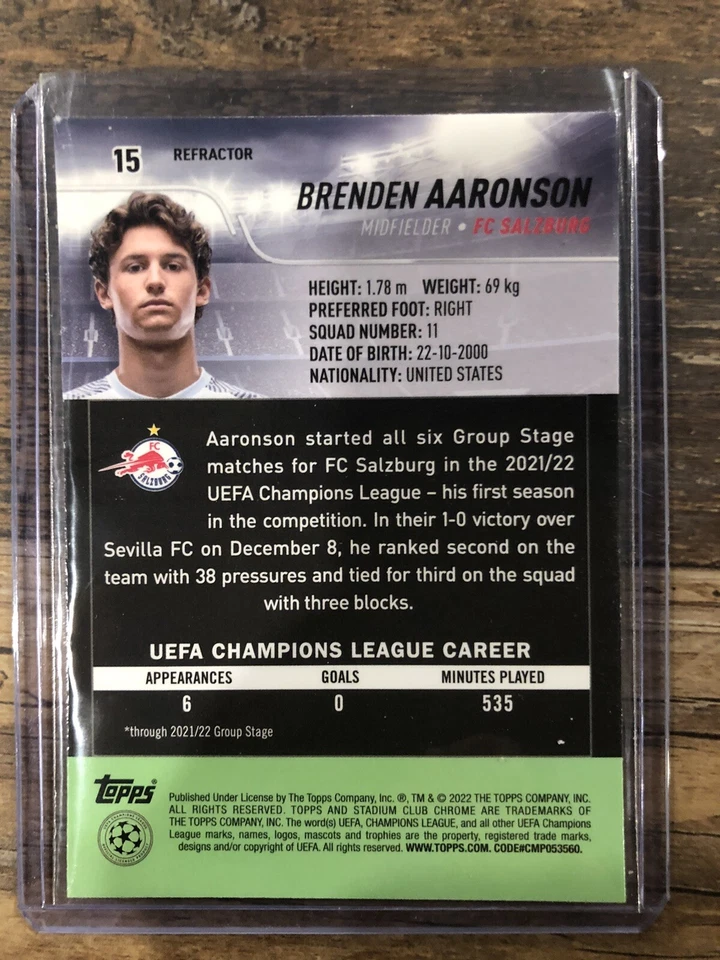 15 REFRACTOR
BRENDEN AARONSON
MIDFIELDER • FC SALZBURG
HEIGHT: 1.78 m WEIGHT: 69 kg
PREFERRED FOOT: RIGHT
SQUAD NUMBER: 11
DATE OF BIRTH: 22-10-2000
NATIONALITY: UNITED STATES
FC
SALZBURG
Aaronson started all six Group Stage
matches for FC Salzburg in the 2021/22
UEFA Champions League – his first season
in the competition. In their 1-0 victory over
Sevilla FC on December 8, he ranked second on the
team with 38 pressures and tied for third on the squad
with three blocks.
UEFA CHAMPIONS LEAGUE CAREER
APPEARANCES GOALS MINUTES PLAYED
6 0 535
*through 2021/22 Group Stage
Topps®
Published Under License by The Topps Company, Inc. ®, TM & © 2022 THE TOPPS COMPANY, INC.
ALL RIGHTS RESERVED. TOPPS AND STADIUM CLUB CHROME ARE TRADEMARKS OF
THE TOPPS COMPANY, INC. The word(s) UEFA, CHAMPIONS LEAGUE, and all other UEFA Champions
League marks, names, logos, mascots and trophies are the property, registered trade marks,
designs and/or copyright of UEFA. All rights reserved. WWW.TOPPS.COM. CODE#CMP053560.